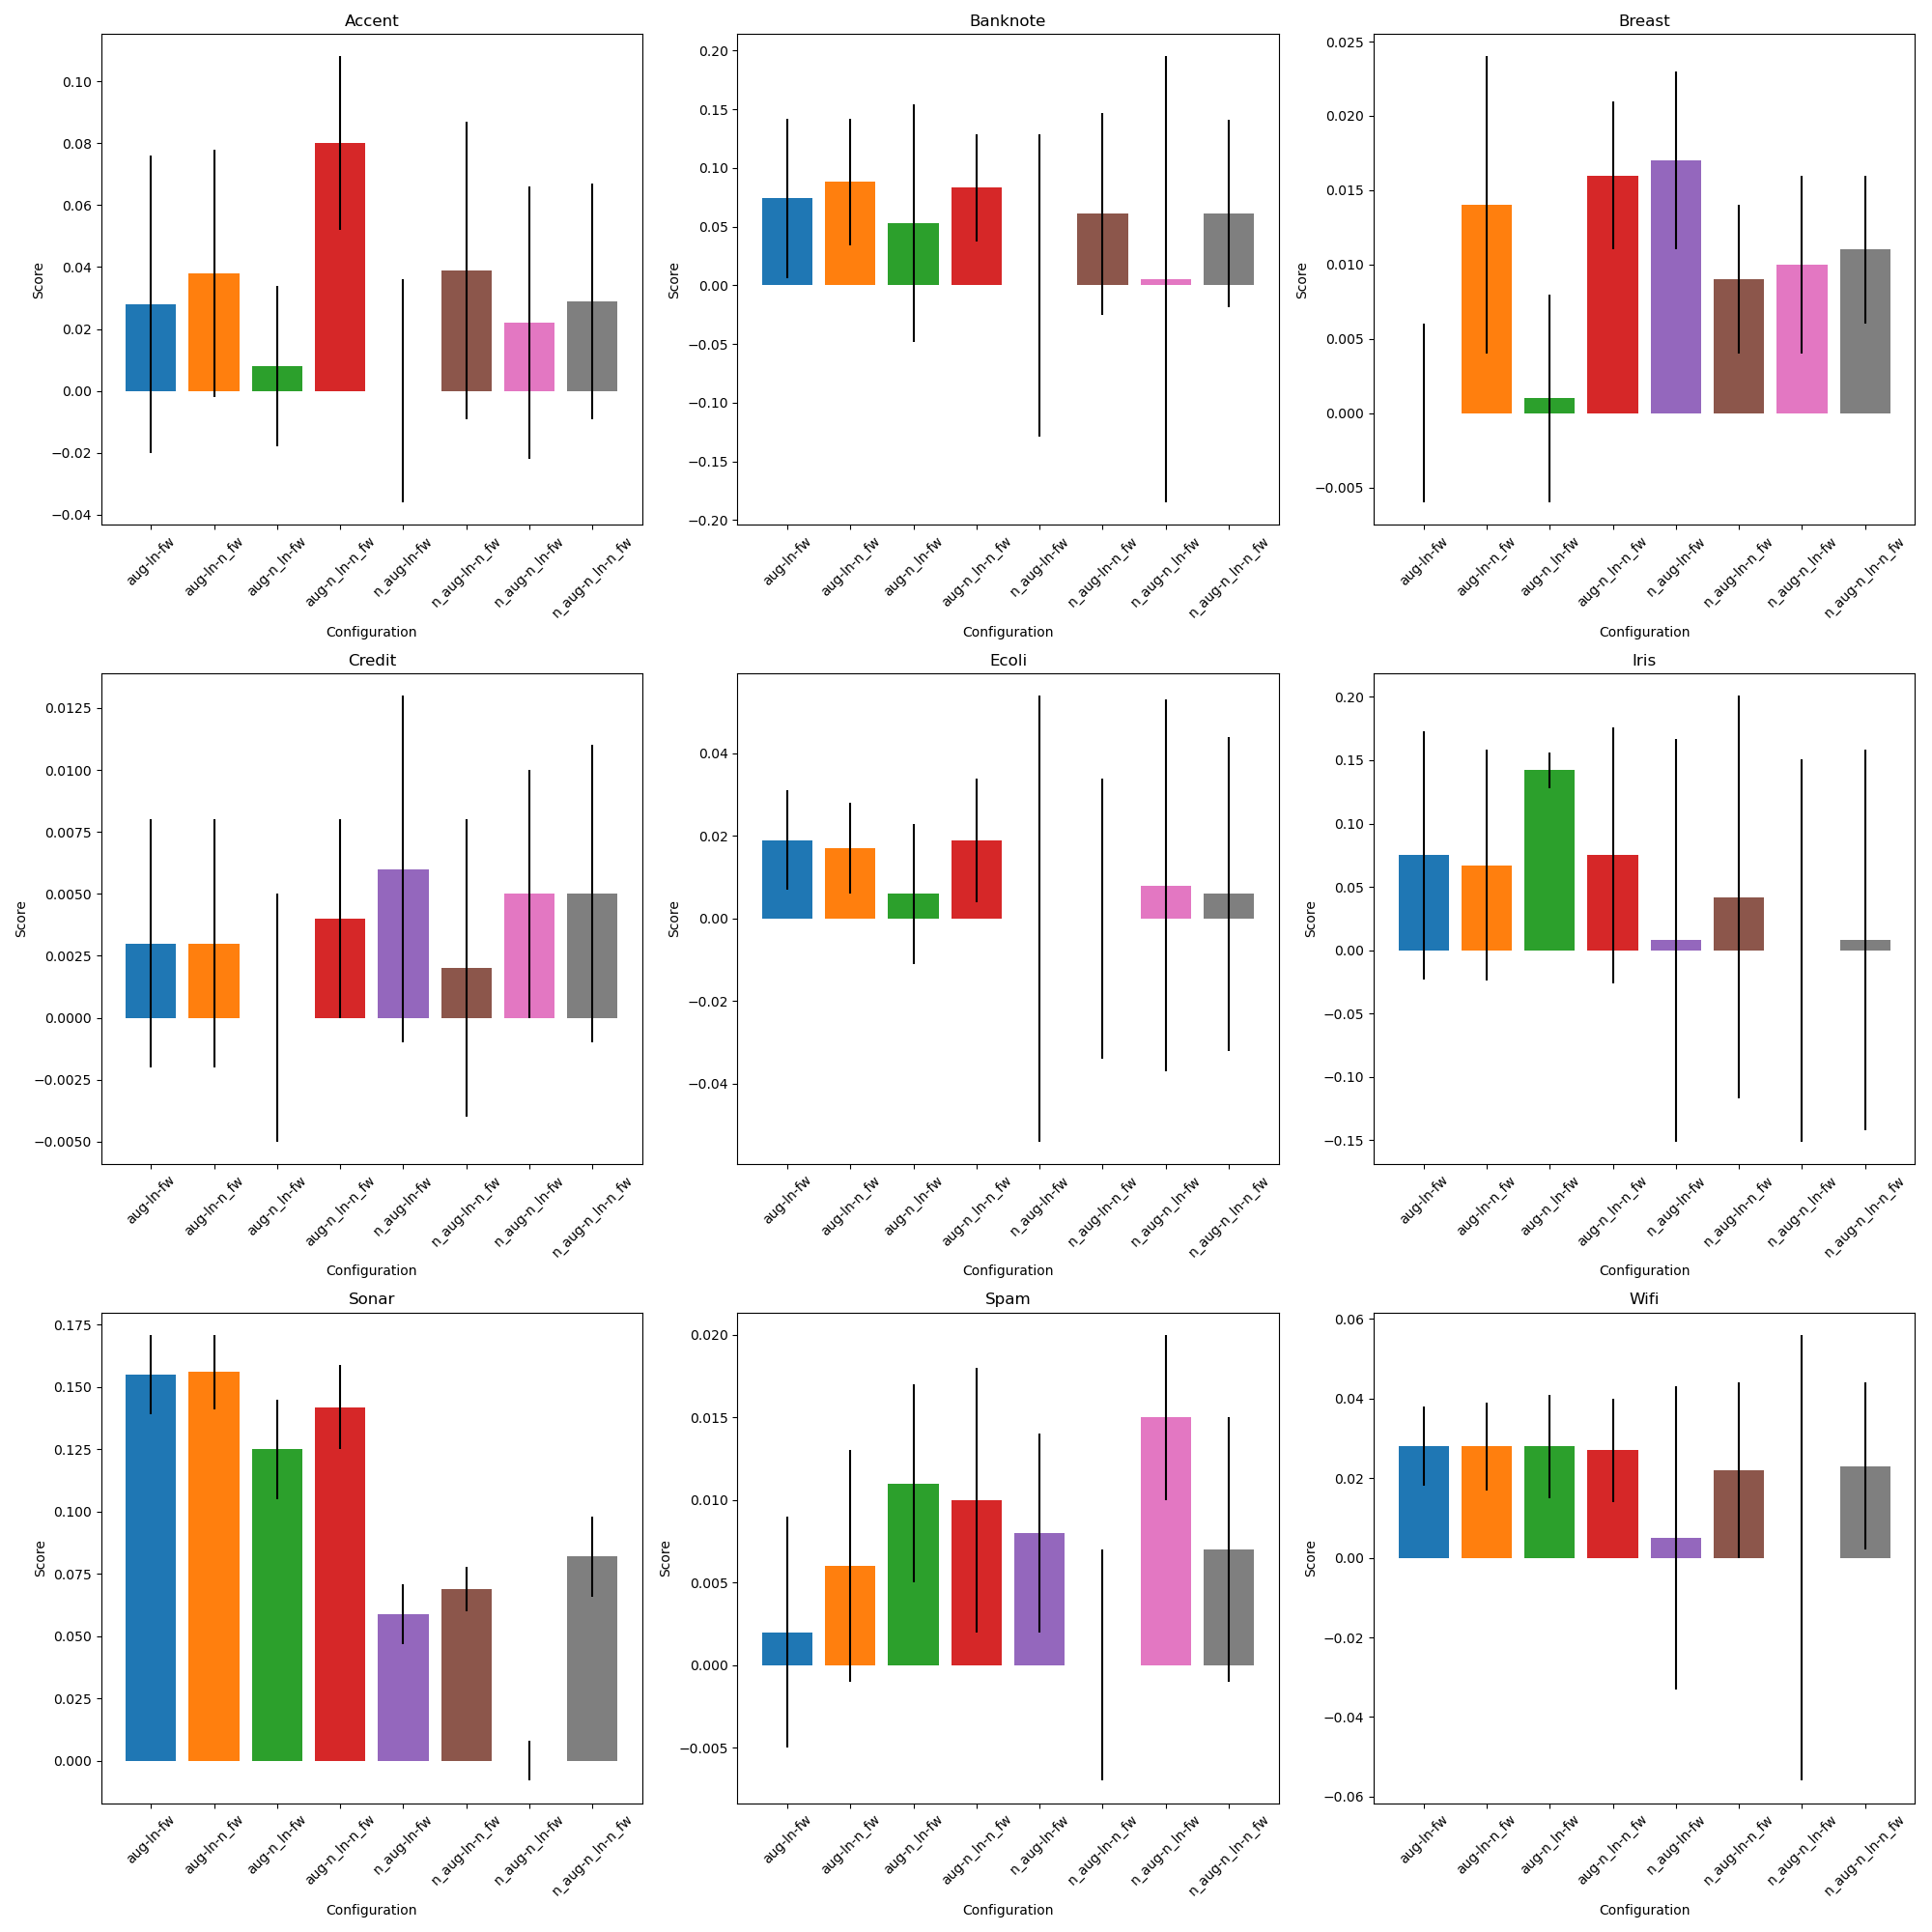 Accent
0.10
0.08
0.06
0.04
0.02
0.00
−0.02
−0.04
Score
aug-ln-fw
aug-ln-n_fw
aug-n_ln-fw
aug-n_ln-n_fw
n_aug-ln-fw
n_aug-ln-n_fw
n_aug-n_ln-fw
n_aug-n_ln-n_fw
Configuration
Banknote
0.20
0.15
0.10
0.05
0.00
−0.05
−0.10
−0.15
−0.20
Score
aug-ln-fw
aug-ln-n_fw
aug-n_ln-fw
aug-n_ln-n_fw
n_aug-ln-fw
n_aug-ln-n_fw
n_aug-n_ln-fw
n_aug-n_ln-n_fw
Configuration
Breast
0.025
0.020
0.015
0.010
0.005
0.000
−0.005
Score
aug-ln-fw
aug-ln-n_fw
aug-n_ln-fw
aug-n_ln-n_fw
n_aug-ln-fw
n_aug-ln-n_fw
n_aug-n_ln-fw
n_aug-n_ln-n_fw
Configuration
Credit
0.0125
0.0100
0.0075
0.0050
0.0025
0.0000
−0.0025
−0.0050
Score
aug-ln-fw
aug-ln-n_fw
aug-n_ln-fw
aug-n_ln-n_fw
n_aug-ln-fw
n_aug-ln-n_fw
n_aug-n_ln-fw
n_aug-n_ln-n_fw
Configuration
Ecoli
0.04
0.02
0.00
−0.02
−0.04
Score
aug-ln-fw
aug-ln-n_fw
aug-n_ln-fw
aug-n_ln-n_fw
n_aug-ln-fw
n_aug-ln-n_fw
n_aug-n_ln-fw
n_aug-n_ln-n_fw
Configuration
Iris
0.20
0.15
0.10
0.05
0.00
−0.05
−0.10
−0.15
Score
aug-ln-fw
aug-ln-n_fw
aug-n_ln-fw
aug-n_ln-n_fw
n_aug-ln-fw
n_aug-ln-n_fw
n_aug-n_ln-fw
n_aug-n_ln-n_fw
Configuration
Sonar
0.175
0.150
0.125
0.100
0.075
0.050
0.025
0.000
Score
aug-ln-fw
aug-ln-n_fw
aug-n_ln-fw
aug-n_ln-n_fw
n_aug-ln-fw
n_aug-ln-n_fw
n_aug-n_ln-fw
n_aug-n_ln-n_fw
Configuration
Spam
0.020
0.015
0.010
0.005
0.000
−0.005
Score
aug-ln-fw
aug-ln-n_fw
aug-n_ln-fw
aug-n_ln-n_fw
n_aug-ln-fw
n_aug-ln-n_fw
n_aug-n_ln-fw
n_aug-n_ln-n_fw
Configuration
Wifi
0.06
0.04
0.02
0.00
−0.02
−0.04
−0.06
Score
aug-ln-fw
aug-ln-n_fw
aug-n_ln-fw
aug-n_ln-n_fw
n_aug-ln-fw
n_aug-ln-n_fw
n_aug-n_ln-fw
n_aug-n_ln-n_fw
Configuration